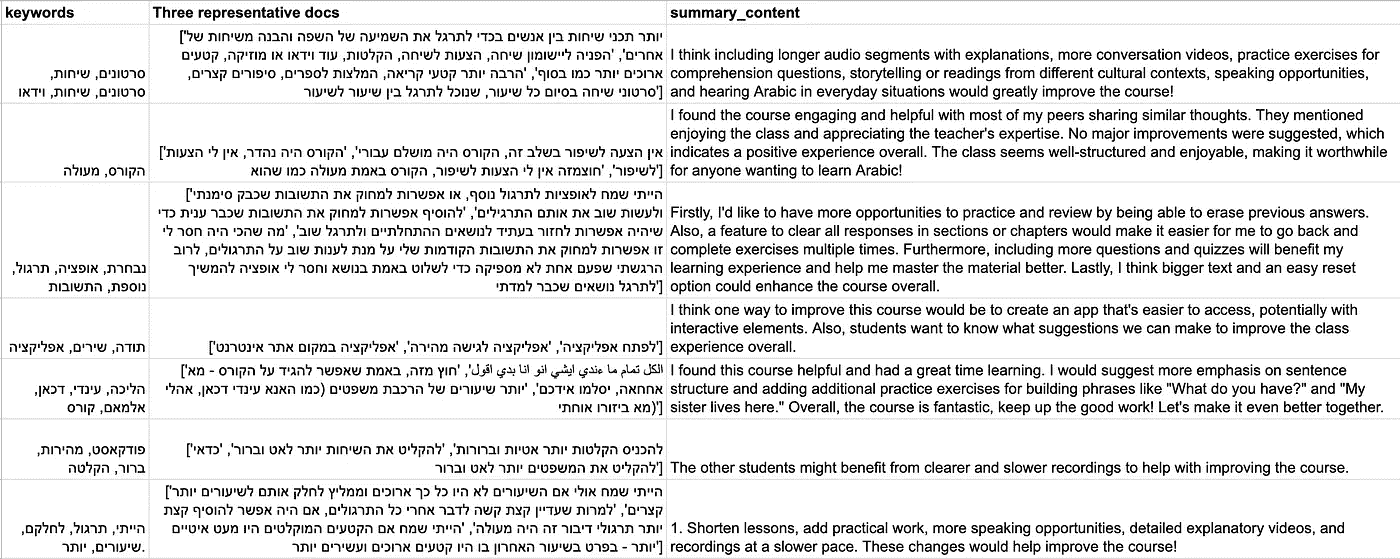 keywords
Three representative docs
summary_content
סרטונים, שיחות,
סרטונים, שיחות, וידאו
['יותר תכני שיחות בין אנשים בכדי לתרגל את השמיעה של השפה והבנה משיחות של
אחרים', 'הפניה ליישומון שיחה, הצעות לשיחה, הקלטות, עוד וידאו או מוזיקה, קטעים
ארוכים יותר כמו בסוף', 'הרבה יותר קטעי קריאה, המלצות לספרים, סיפורים קצרים,
סרטוני שיחה בסיום כל שיעור, שנוכל לתרגל בין שיעור לשיעור']
I think including longer audio segments with explanations, more conversation videos, practice exercises for
comprehension questions, storytelling or readings from different cultural contexts, speaking opportunities,
and hearing Arabic in everyday situations would greatly improve the course!
הקורס, מעולה
['אין הצעה לשיפור בשלב זה, הקורס היה מושלם עבורי', 'הקורס היה נהדר, אין לי הצעות
לשיפור', 'חוצמזה אין לי הצעות לשיפור, הקורס באמת מעולה כמו שהוא']
I found the course engaging and helpful with most of my peers sharing similar thoughts. They mentioned
enjoying the class and appreciating the teacher's expertise. No major improvements were suggested, which
indicates a positive experience overall. The class seems well-structured and enjoyable, making it worthwhile
for anyone wanting to learn Arabic!
נבחרת, אופציה, תרגול,
נוספת, התשובות
['הייתי שמח לאופציות לתרגול נוסף, או אפשרות למחוק את התשובות שכבק סימנתי
ולעשות שוב את אותם התרגילים', 'להוסיף אפשרות למחוק את התשובות שכבר ענית כדי
שיהיה אפשרות לחזור בעתיד לנושאים ההתחלתיים ולתרגל שוב', 'מה שהכי היה חסר לי
זו אפשרות למחוק את התשובות הקודמות שלי על מנת לענות שוב על התרגולים, לרוב
הרגשתי שפעם אחת לא מספיקה כדי לשלוט באמת בנושא וחסר לי אופציה להמשיך
לתרגל נושאים שכבר למדתי']
Firstly, I'd like to have more opportunities to practice and review by being able to erase previous answers.
Also, a feature to clear all responses in sections or chapters would make it easier for me to go back and
complete exercises multiple times. Furthermore, including more questions and quizzes will benefit my
learning experience and help me master the material better. Lastly, I think bigger text and an easy reset
option could enhance the course overall.
תודה, שירים, אפליקציה
['לפתח אפליקציה', 'אפליקציה לגישה מהירה', 'אפליקציה במקום אתר אינטרנט']
I think one way to improve this course would be to create an app that's easier to access, potentially with
interactive elements. Also, students want to know what suggestions we can make to improve the class
experience overall.
הליכה, עינדי, דכאן,
אלמאם, קורס
['الكل تمام ما عندي ايشي انو انا بدي اقول', 'חוץ מזה, באמת שאפשר להגיד על הקורס - מא
אחאאה, יסלמו אידכם', 'יותר שיעורים של הרכבת משפטים (כמו האנא עינדי דכאן, אהלי
מא ביזורו אוחתי)']
I found this course helpful and had a great time learning. I would suggest more emphasis on sentence
structure and adding additional practice exercises for building phrases like "What do you have?" and "My
sister lives here." Overall, the course is fantastic, keep up the good work! Let's make it even better together.
פודקאסט, מהירות,
ברור, הקלטה
['להכניס הקלטות יותר אטיות וברורות', 'להקליט את השיחות יותר לאט וברור', 'כדאי
להקליט את המשפטים יותר לאט וברור']
The other students might benefit from clearer and slower recordings to help with improving the course.
הייתי, תרגול, לחלקם,
שיעורים, יותר.
['הייתי שמח אולי אם השיעורים לא היו כל כך ארוכים וממליץ לחלק אותם לשיעורים יותר
קצרים', 'למרות שעדיין קצת קשה לדבר אחרי כל התרגולים, אם היה אפשר להוסיף קצת
יותר תרגולי דיבור זה היה מעולה', 'הייתי שמח אם הקטעים המוקלטים היו מעט איטיים
יותר - בפרט בשיעור האחרון בו היו קטעים ארוכים ועשירים יותר']
1. Shorten lessons, add practical work, more speaking opportunities, detailed explanatory videos, and
recordings at a slower pace. These changes would help improve the course!